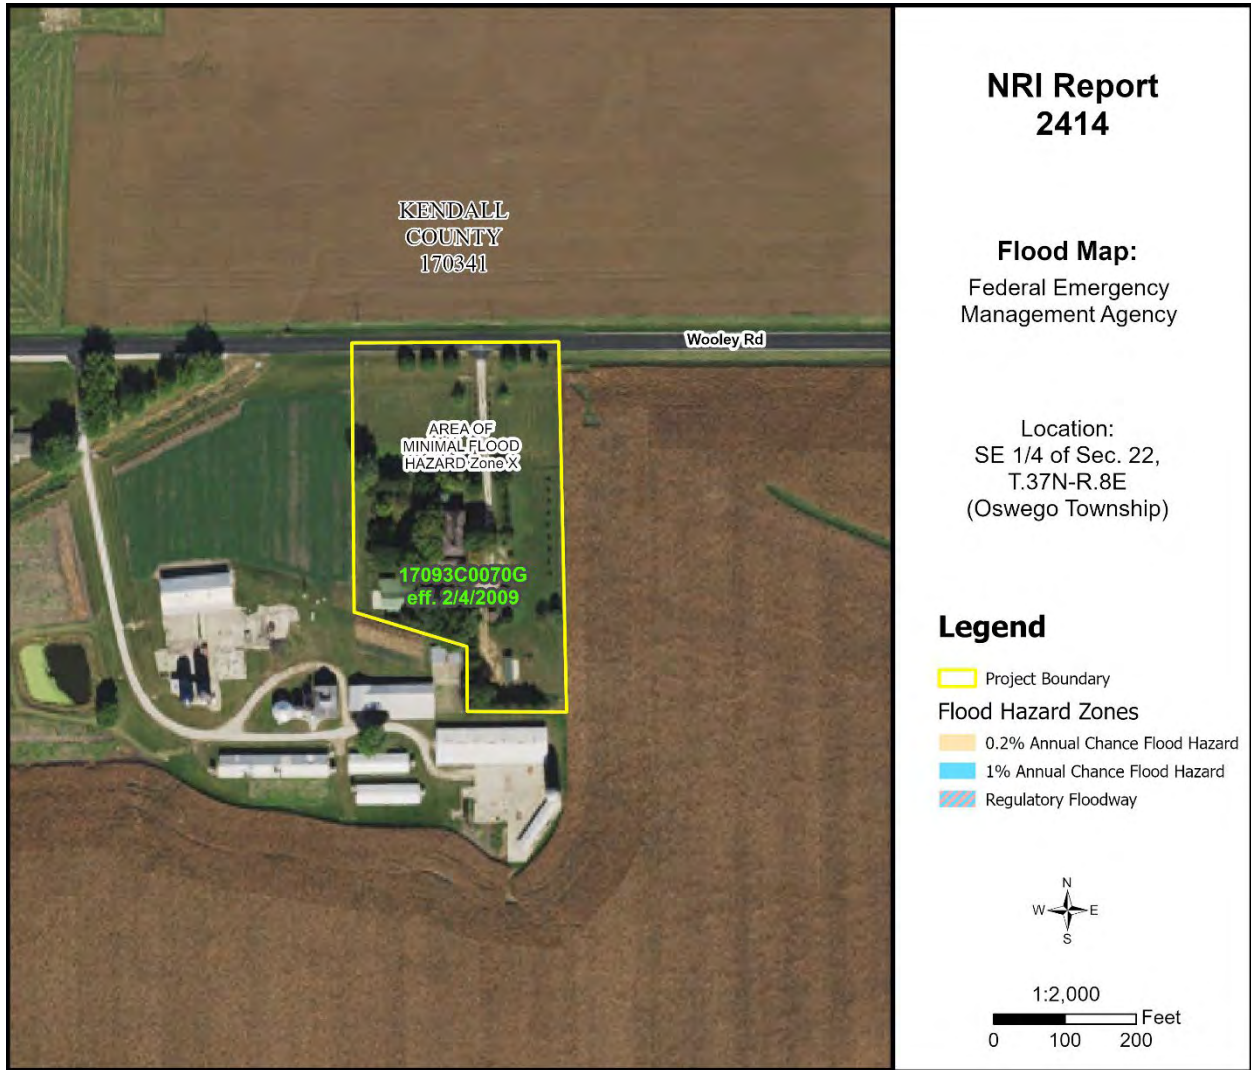 KENDALL
COUNTY
170341
Wooley Rd
AREA OF
MINIMAL FLOOD
HAZARD Zone X
17093C0070G
eff. 2/4/2009
NRI Report
2414
Flood Map:
Federal Emergency
Management Agency
Location:
SE 1/4 of Sec. 22,
T.37N-R.8E
(Oswego Township)
Legend
Project Boundary
Flood Hazard Zones
0.2% Annual Chance Flood Hazard
1% Annual Chance Flood Hazard
Regulatory Floodway
N
W E
S
1:2,000
Feet
0 100 200